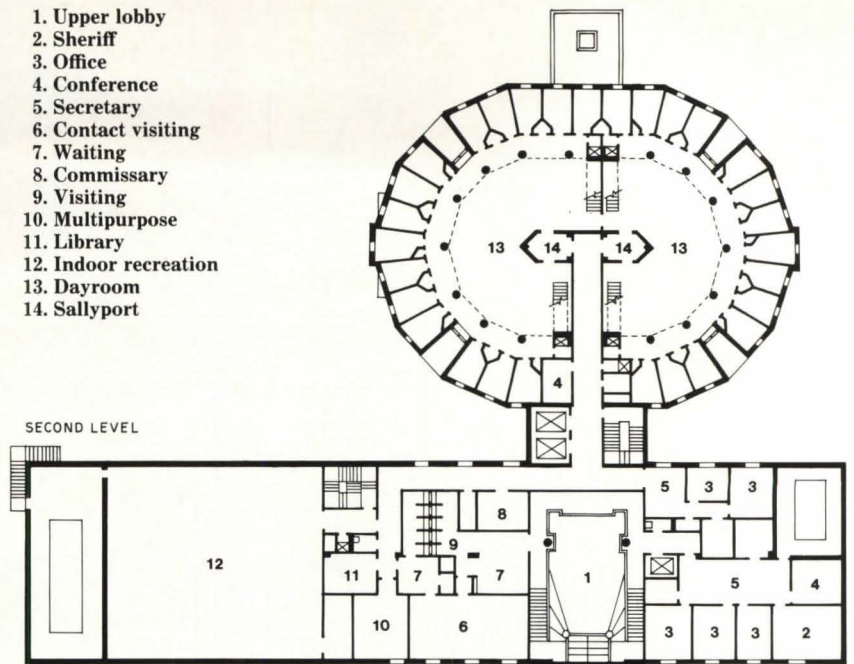 1. Upper lobby
2. Sheriff
3. Office
4. Conference
5. Secretary
6. Contact visiting
7. Waiting
8. Commissary
9. Visiting
10. Multipurpose
11. Library
12. Indoor recreation
13. Dayroom
14. Sallyport
13 14 14 13
4
SECOND LEVEL
5 3 3
8
9
12 11 7 7 1 5 4
10 6 3 3 3 2